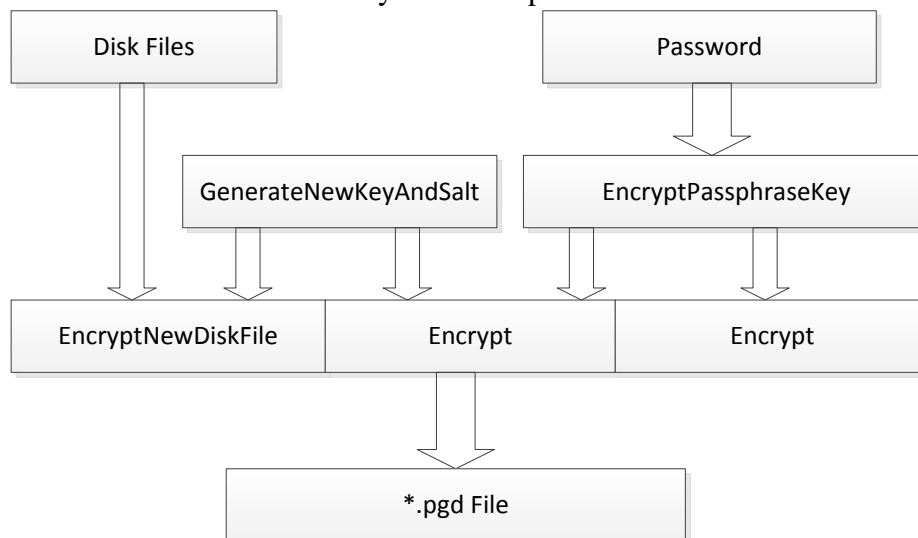 Disk Files
Password
GenerateNewKeyAndSalt
EncryptPassphraseKey
EncryptNewDiskFile
Encrypt
Encrypt
*.pgd File